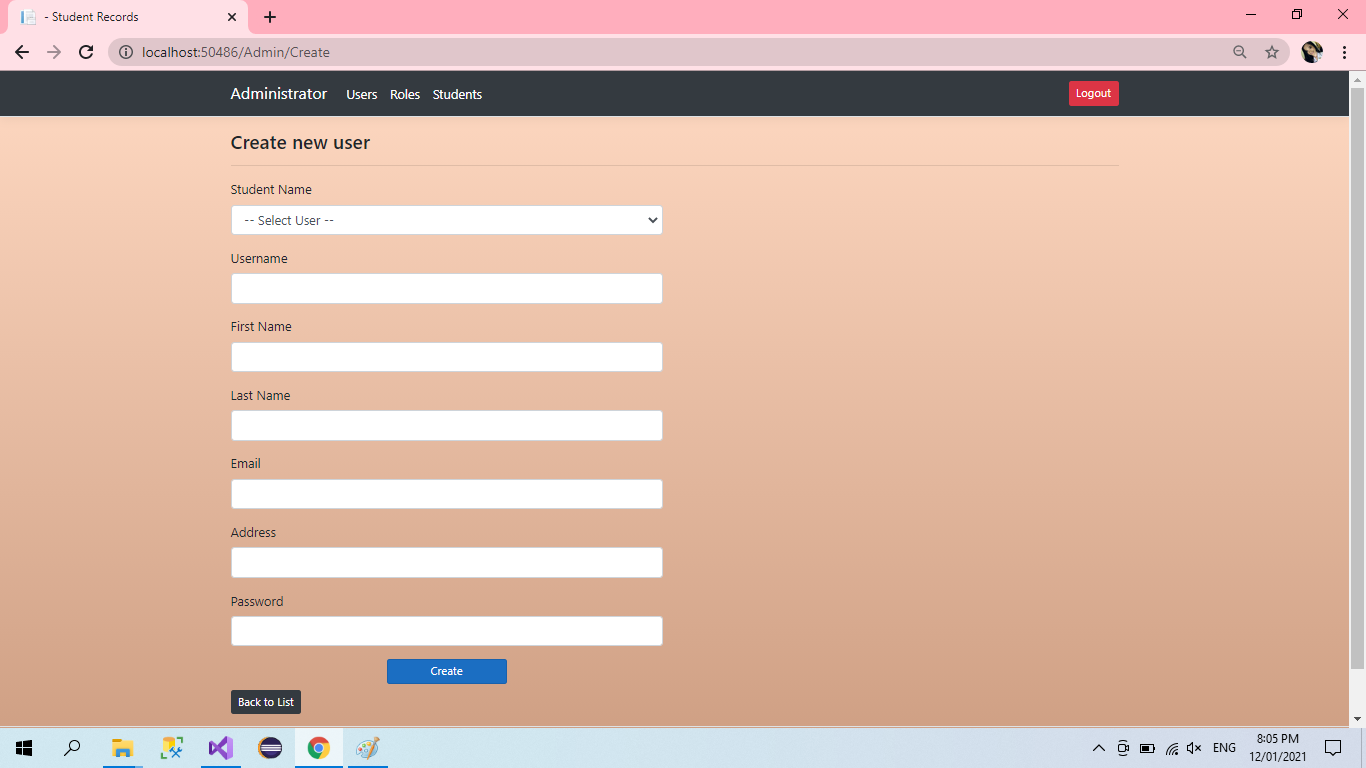 - Student Records
localhost:50486/Admin/Create
Administrator Users Roles Students Logout
Create new user
Student Name
-- Select User --
Username
First Name
Last Name
Email
Address
Password
Create
Back to List
ENG
8:05 PM
12/01/2021